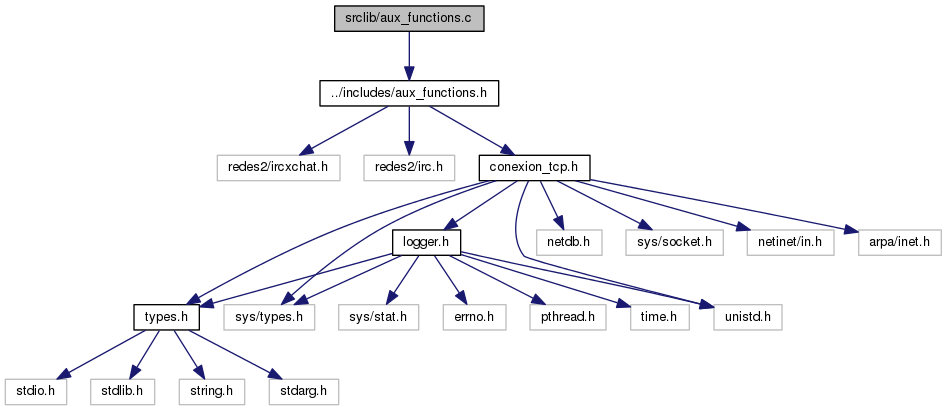 srclib/aux_functions.c
../includes/aux_functions.h
redes2/ircxchat.h
redes2/irc.h
conexion_tcp.h
logger.h
netdb.h
sys/socket.h
netinet/in.h
arpa/inet.h
types.h
sys/types.h
sys/stat.h
errno.h
pthread.h
time.h
unistd.h
stdio.h
stdlib.h
string.h
stdarg.h